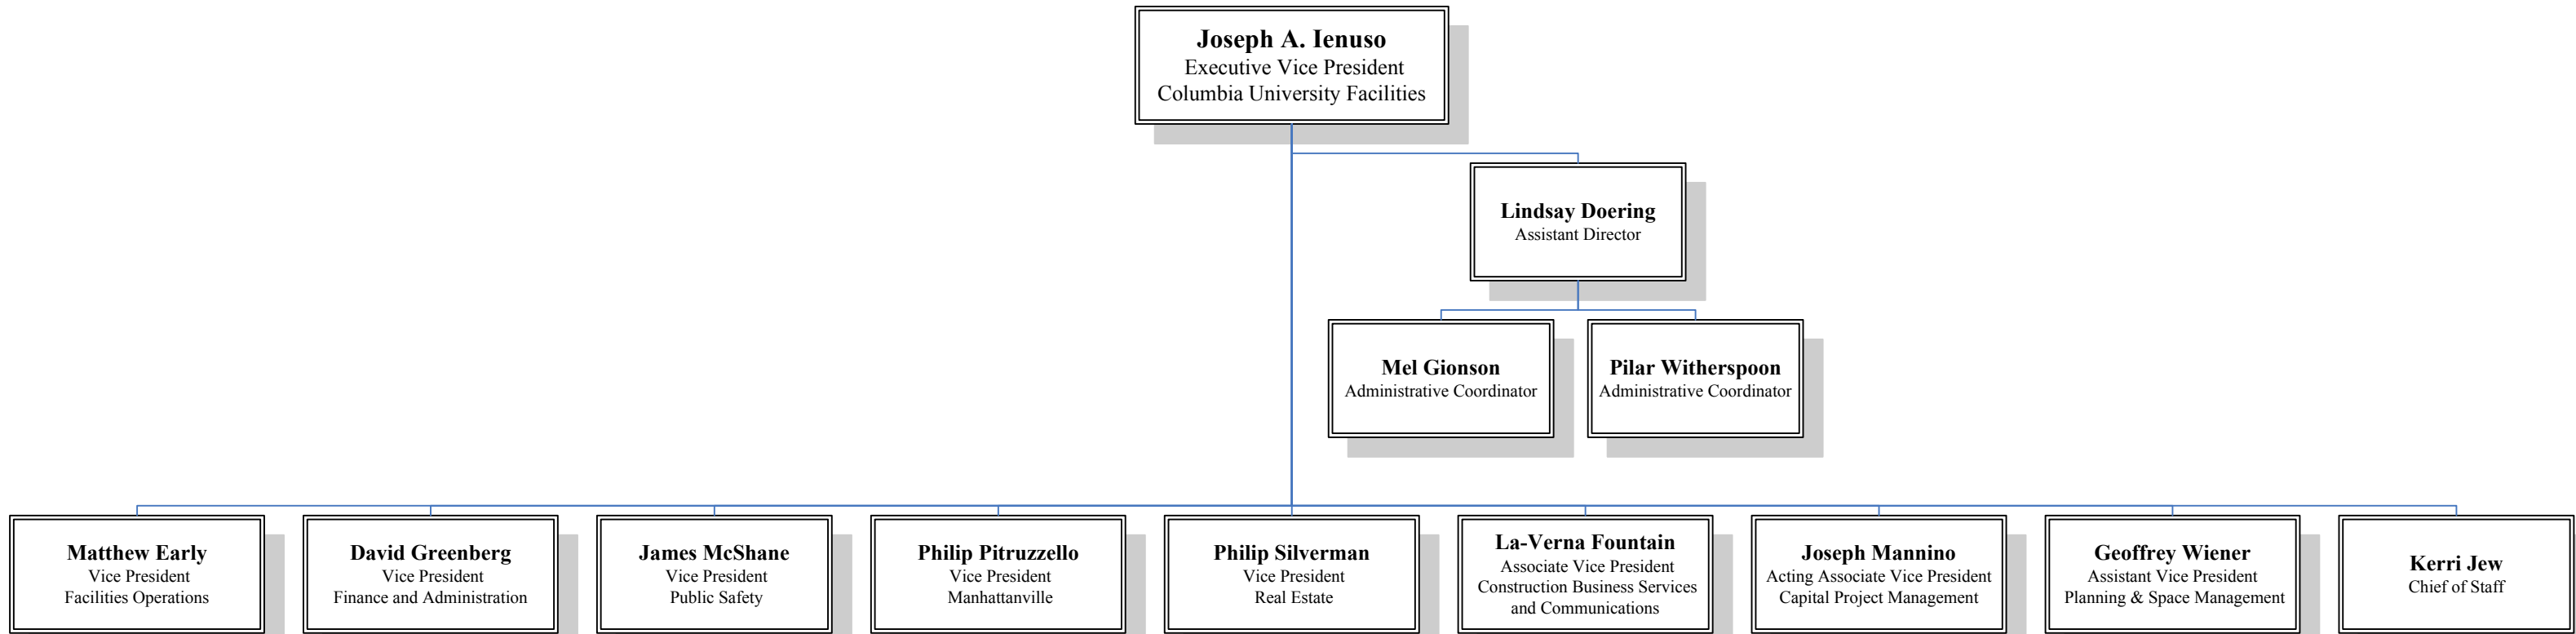 Joseph A. Ienuso
Executive Vice President
Columbia University Facilities
Lindsay Doering
Assistant Director
Mel Gionson
Administrative Coordinator
Pilar Witherspoon
Administrative Coordinator
Matthew Early
Vice President
Facilities Operations
David Greenberg
Vice President
Finance and Administration
James McShane
Vice President
Public Safety
Philip Pitruzzello
Vice President
Manhattanville
Philip Silverman
Vice President
Real Estate
La-Verna Fountain
Associate Vice President
Construction Business Services
and Communications
Joseph Mannino
Acting Associate Vice President
Capital Project Management
Geoffrey Wiener
Assistant Vice President
Planning & Space Management
Kerri Jew
Chief of Staff